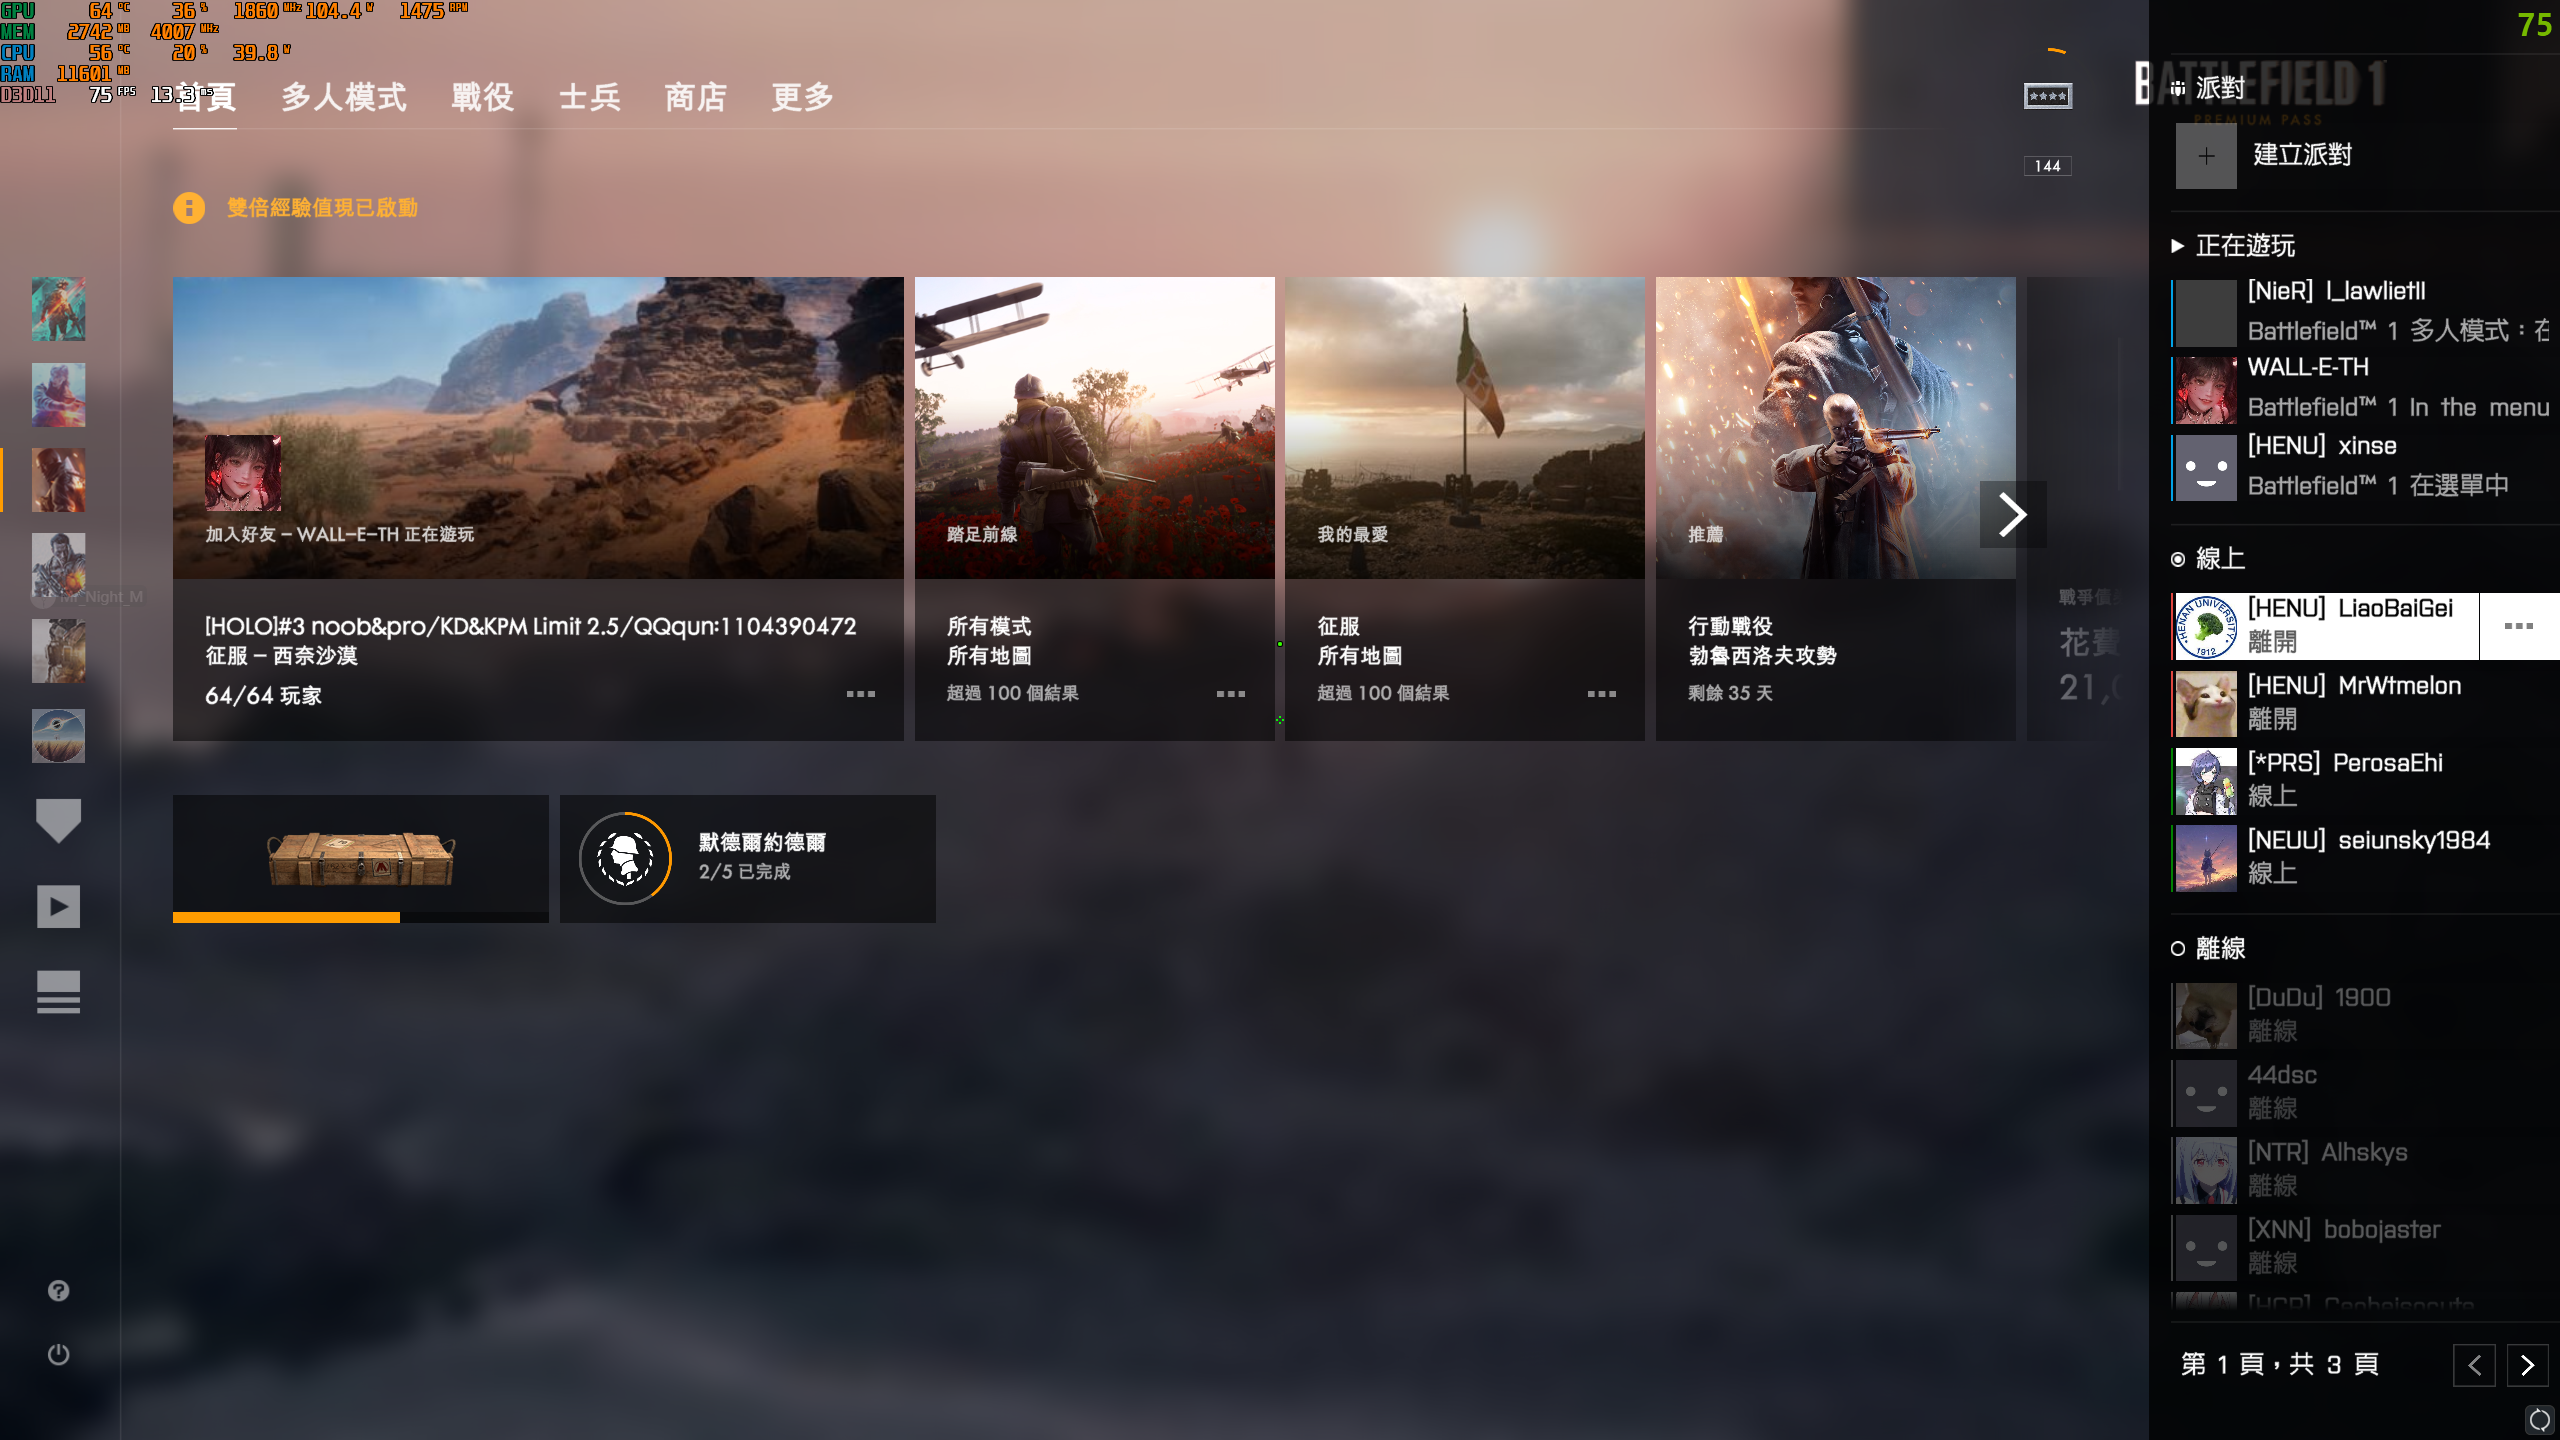 GPU 64 °C 36 % 1860 MHz 104.4 W 1475 RPM
MEM 2742 MB 4007 MHz
CPU 56 °C 20 % 39.8 W
RAM 11601 MB
D3D11 75 FPS 13.3 ms
75
首頁 多人模式 戰役 士兵 商店 更多
BATTLEFIELD 1
PREMIUM PASS
144
雙倍經驗值現已啟動
加入好友 – WALL–E–TH 正在遊玩
[HOLO]#3 noob&pro/KD&KPM Limit 2.5/QQqun:1104390472
征服 – 西奈沙漠
64/64 玩家
踏足前線
所有模式
所有地圖
超過 100 個結果
我的最愛
征服
所有地圖
超過 100 個結果
推薦
行動戰役
勃魯西洛夫攻勢
剩餘 35 天
戰爭債
花費
21,0
Mr_Night_M
默德爾約德爾
2/5 已完成
派對
建立派對
正在遊玩
[NieR] l_lawlietll
Battlefield™ 1 多人模式：在
WALL-E-TH
Battlefield™ 1 In the menu
[HENU] xinse
Battlefield™ 1 在選單中
線上
HENAN UNIVERSITY
1912
[HENU] LiaoBaiGei
離開
[HENU] MrWtmelon
離開
[*PRS] PerosaEhi
線上
[NEUU] seiunsky1984
線上
離線
[DuDu] 1900
離線
44dsc
離線
[NTR] Alhskys
離線
[XNN] bobojaster
離線
第 1 頁，共 3 頁